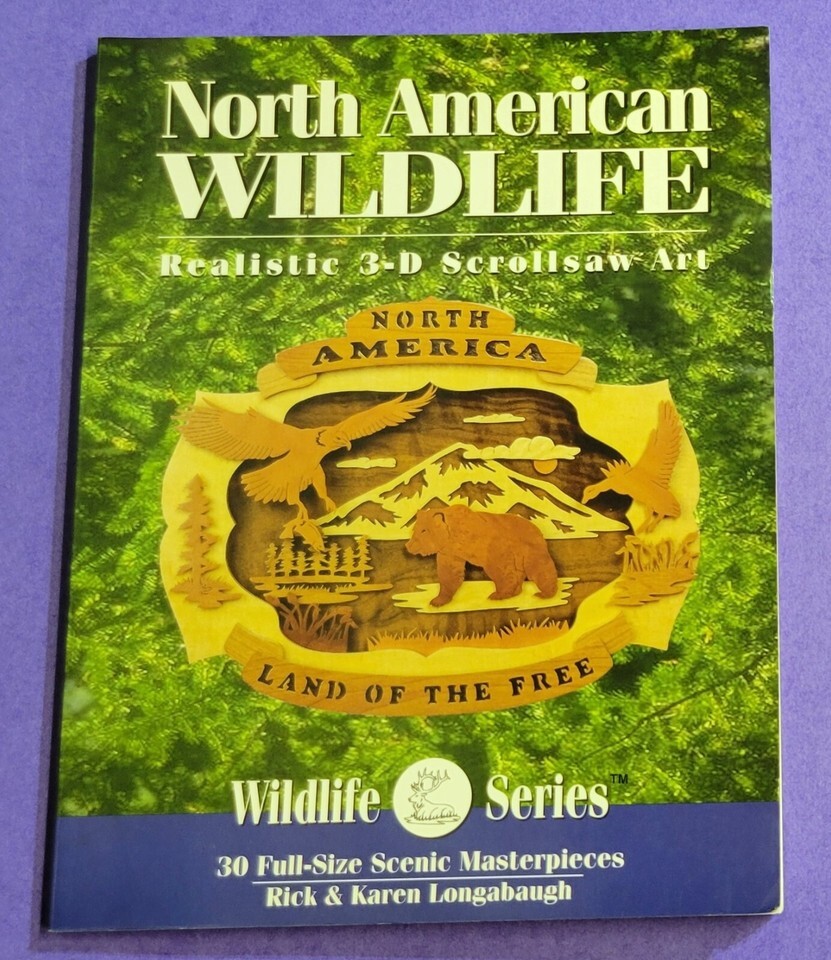 North American
WILDLIFE
Realistic 3-D Scrollsaw Art
NORTH
AMERICA
LAND OF THE FREE
Wildlife Series™
30 Full-Size Scenic Masterpieces
Rick & Karen Longabaugh